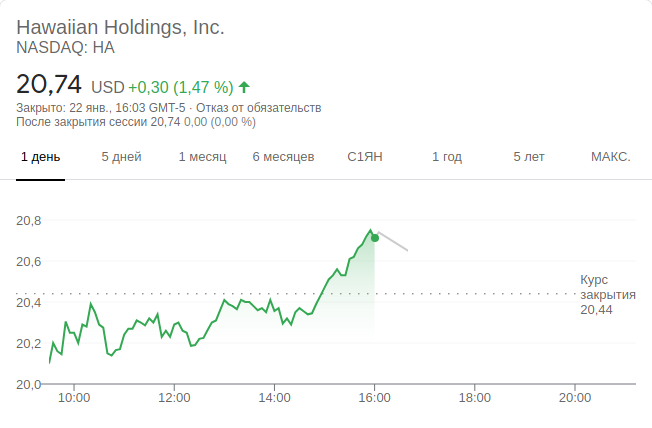 Hawaiian Holdings, Inc.
NASDAQ: HA
20,74 USD +0,30 (1,47 %)
Закрыто: 22 янв., 16:03 GMT-5 · Отказ от обязательств
После закрытия сессии 20,74 0,00 (0,00 %)
1 день 5 дней 1 месяц 6 месяцев С1ЯН 1 год 5 лет МАКС.
20,8
20,6
Курс
20,4 закрытия
20,44
20,2
20,0
10:00 12:00 14:00 16:00 18:00 20:00